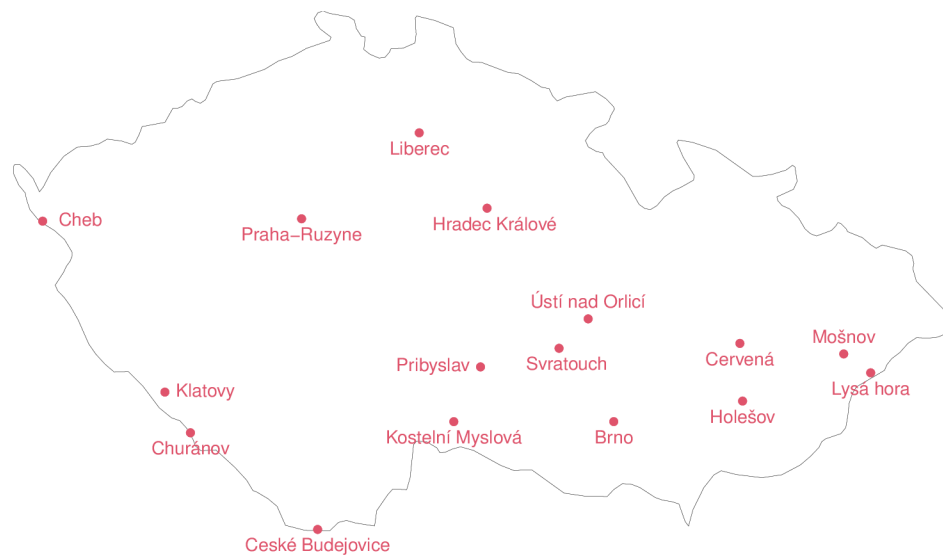 Liberec
Cheb
Hradec Králové
Praha−Ruzyne
Ústí nad Orlicí
Mošnov
Červená
Svratouch
Pribyslav
Lysá hora
Klatovy
Holešov
Kostelní Myslová
Brno
Churánov
Ceské Budejovice